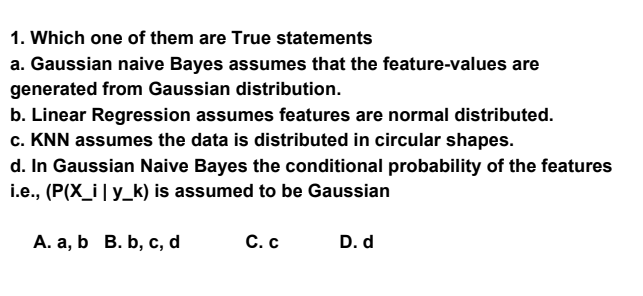 1. Which one of them are True statements
a. Gaussian naive Bayes assumes that the feature-values are
generated from Gaussian distribution.
b. Linear Regression assumes features are normal distributed.
c. KNN assumes the data is distributed in circular shapes.
d. In Gaussian Naive Bayes the conditional probability of the features
i.e., (P(X_i | y_k) is assumed to be Gaussian
A. a, b B. b, c, d C. c D. d